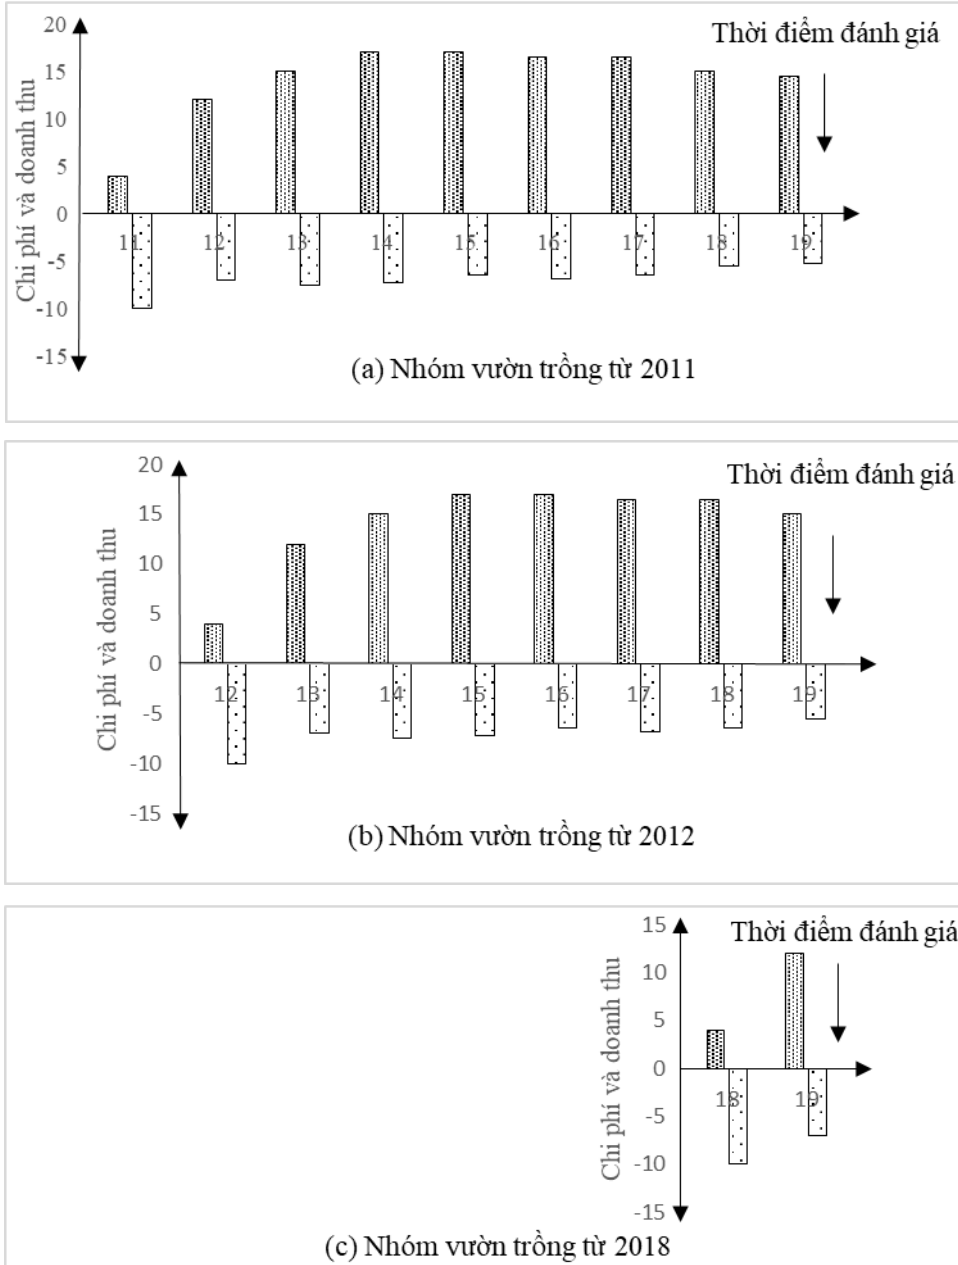 Thời điểm đánh giá
Chi phí và doanh thu
20
15
10
5
0
-5
-10
-15
11 12 13 14 15 16 17 18 19
(a) Nhóm vườn trồng từ 2011
Thời điểm đánh giá
Chi phí và doanh thu
20
15
10
5
0
-5
-10
-15
12 13 14 15 16 17 18 19
(b) Nhóm vườn trồng từ 2012
Thời điểm đánh giá
Chi phí và doanh thu
15
10
5
0
-5
-10
-15
18 19
(c) Nhóm vườn trồng từ 2018